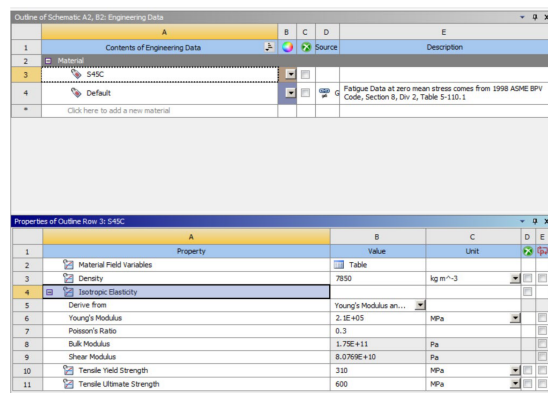 Outline of Schematic A2, B2: Engineering Data
A B C D E
1 Contents of Engineering Data Source Description
2 Material
3 S45C
4 Default G Fatigue Data at zero mean stress comes from 1998 ASME BPV
Code, Section 8, Div 2, Table 5-110.1
* Click here to add a new material
Properties of Outline Row 3: S45C
A B C D E
1 Property Value Unit
2 Material Field Variables Table
3 Density 7850 kg m^-3
4 Isotropic Elasticity
5 Derive from Young's Modulus an...
6 Young's Modulus 2.1E+05 MPa
7 Poisson's Ratio 0.3
8 Bulk Modulus 1.75E+11 Pa
9 Shear Modulus 8.0769E+10 Pa
10 Tensile Yield Strength 310 MPa
11 Tensile Ultimate Strength 600 MPa